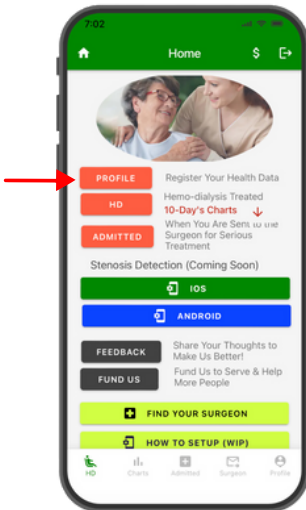 7:02
Home $
PROFILE Register Your Health Data
HD Hemo-dialysis Treated
10-Day's Charts
ADMITTED When You Are Sent to the
Surgeon for Serious
Treatment
Stenosis Detection (Coming Soon)
IOS
ANDROID
FEEDBACK Share Your Thoughts to
Make Us Better!
FUND US Fund Us to Serve & Help
More People
FIND YOUR SURGEON
HOW TO SETUP (WIP)
HD Charts Admitted Surgeon Profile